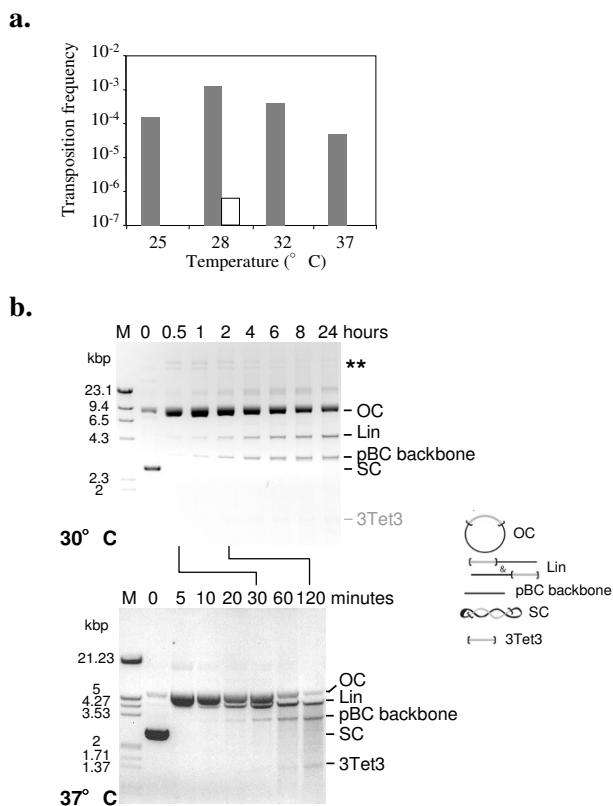 a.
Transposition frequency
10-2
10-3
10-4
10-5
10-6
10-7
25 28 32 37
Temperature (° C)
b.
M 0 0.5 1 2 4 6 8 24 hours
kbp
**
23.1
9.4
6.5
4.3
2.3
2
OC
Lin
pBC backbone
SC
3Tet3
30° C
M 0 5 10 20 30 60 120 minutes
kbp
21.23
5
4.27
3.53
2
1.71
1.37
OC
Lin
pBC backbone
SC
3Tet3
37° C
OC
&
Lin
pBC backbone
SC
3Tet3